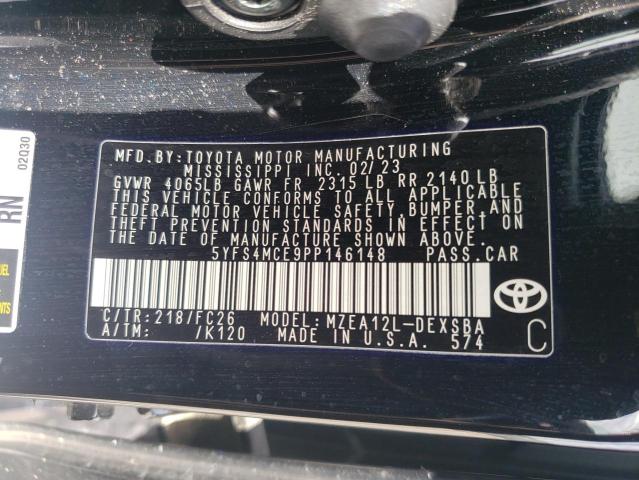 MFD.BY:TOYOTA MOTOR MANUFACTURING
MISSISSIPPI INC. 02/23
GVWR 4065LB GAWR FR 2315 LB RR 2140 LB
THIS VEHICLE CONFORMS TO ALL APPLICABLE
FEDERAL MOTOR VEHICLE SAFETY, BUMPER, AND
THEFT PREVENTION STANDARDS IN EFFECT ON
THE DATE OF MANUFACTURE SHOWN ABOVE.
5YFS4MCE9PP146148 PASS.CAR
C/TR:218/FC26 MODEL:MZEA12L-DEXSBA
A/TM: /K120 MADE IN U.S.A. 574
C
02Q30
RN